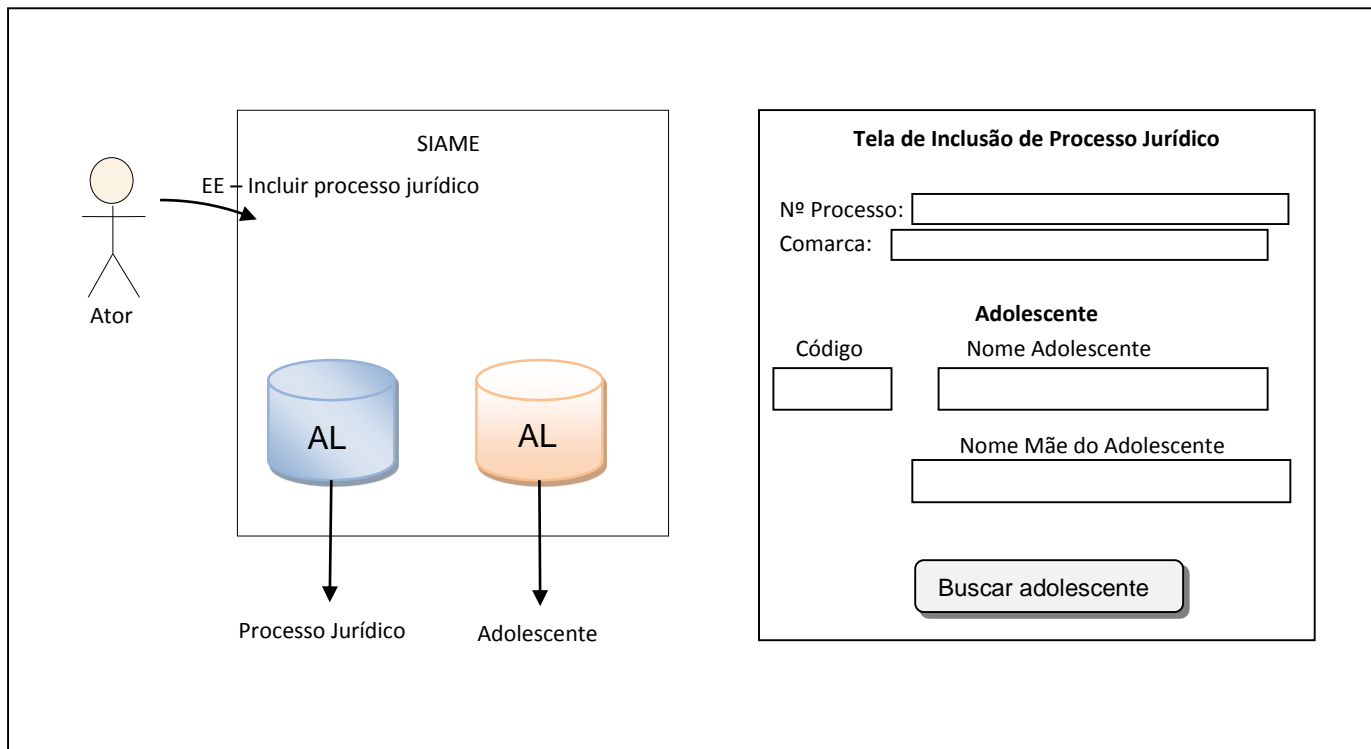 SIAME
EE – Incluir processo jurídico
Ator
AL
AL
Processo Jurídico
Adolescente
Tela de Inclusão de Processo Jurídico
Nº Processo:
Comarca:
Adolescente
Código
Nome Adolescente
Nome Mãe do Adolescente
Buscar adolescente